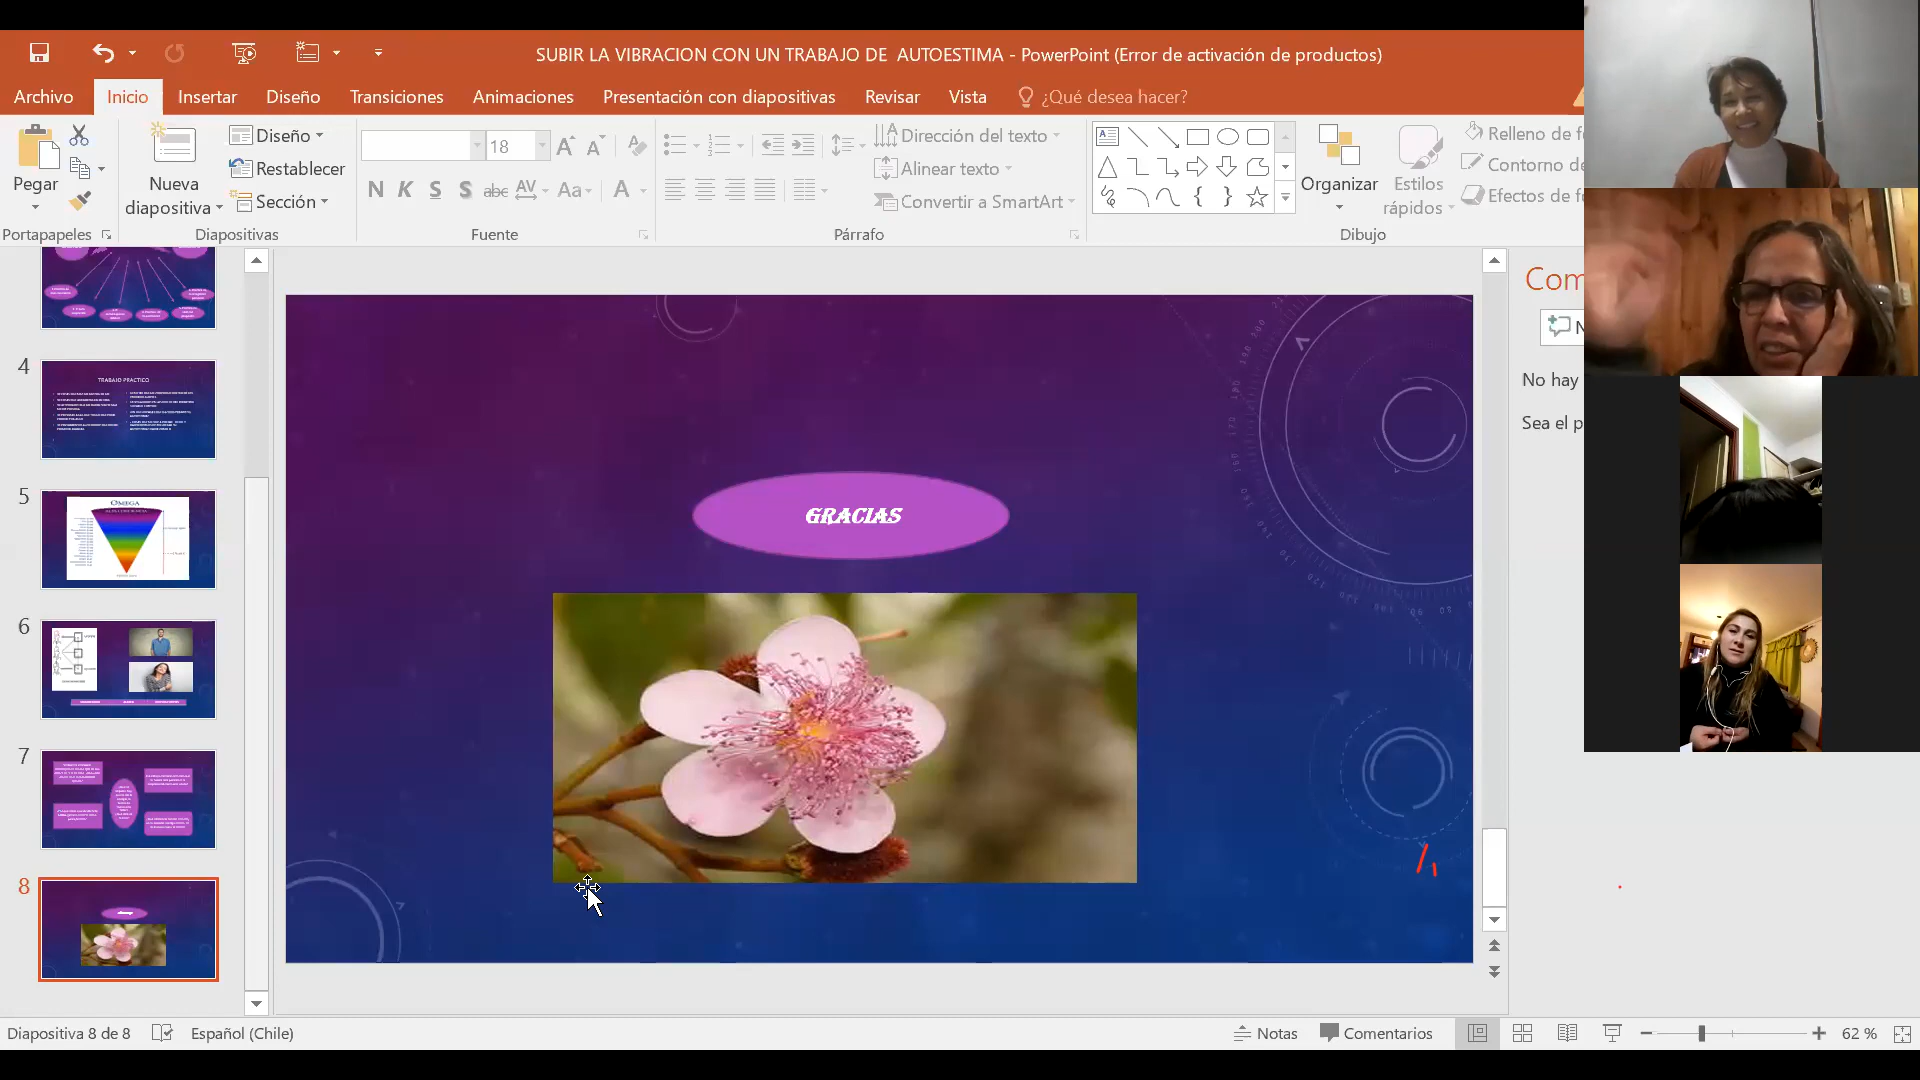 SUBIR LA VIBRACION CON UN TRABAJO DE  AUTOESTIMA - PowerPoint (Error de activación de productos)
Archivo Inicio Insertar Diseño Transiciones Animaciones Presentación con diapositivas Revisar Vista ¿Qué desea hacer?
Pegar
Nueva diapositiva
Diseño
Restablecer
Sección
18
N K S S abc AV Aa A
Dirección del texto
Alinear texto
Convertir a SmartArt
Organizar
Estilos rápidos
Relleno de f
Contorno de
Efectos de f
Portapapeles Diapositivas Fuente Párrafo Dibujo
4
TRABAJO PRACTICO
5
OMEGA
6
7
8
GRACIAS
Com
N
No hay
Sea el p
Diapositiva 8 de 8 Español (Chile) Notas Comentarios 62 %